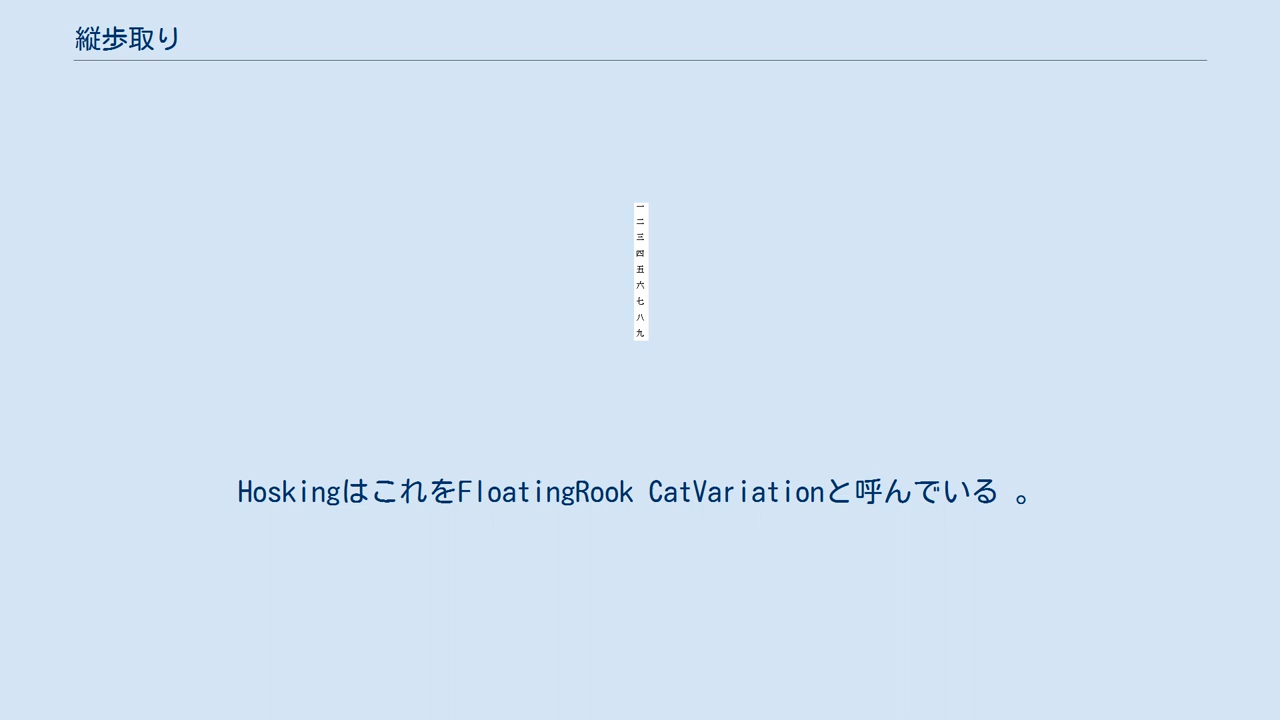 縦歩取り
一
二
三
四
五
六
七
八
九
HoskingはこれをFloatingRook CatVariationと呼んでいる 。